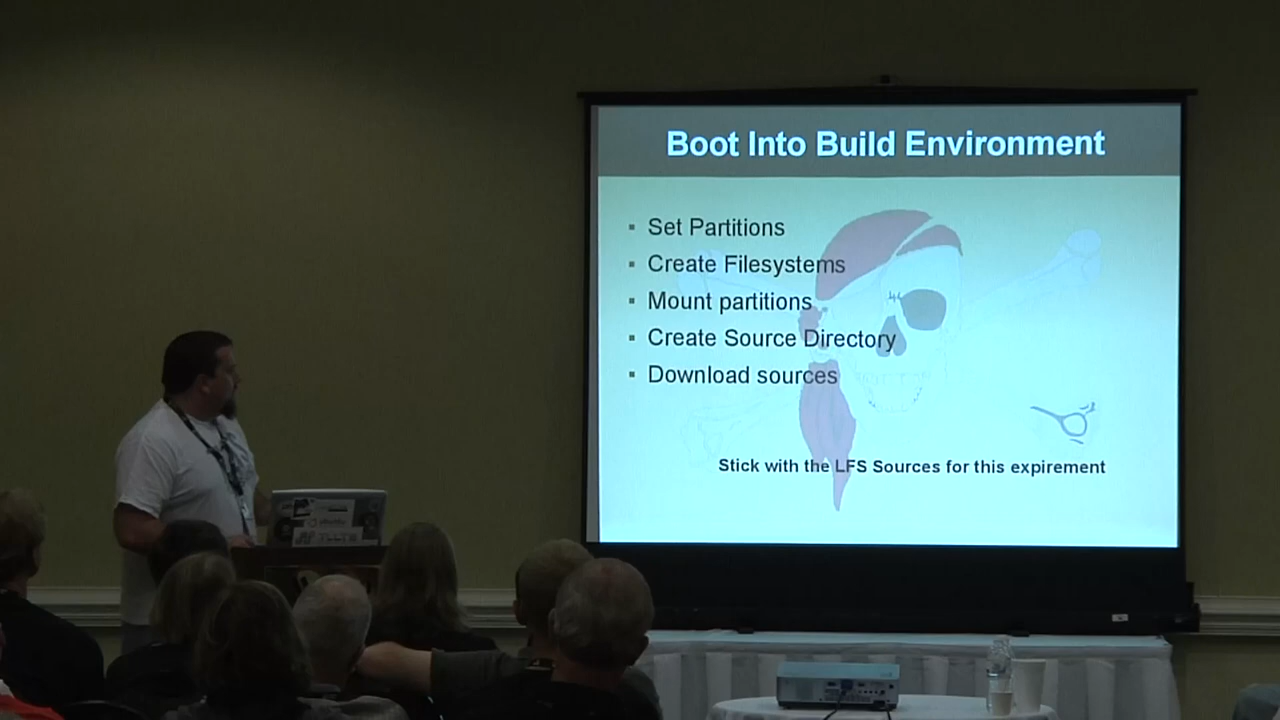 Boot Into Build Environment
Set Partitions
Create Filesystems
Mount partitions
Create Source Directory
Download sources
Stick with the LFS Sources for this expirement